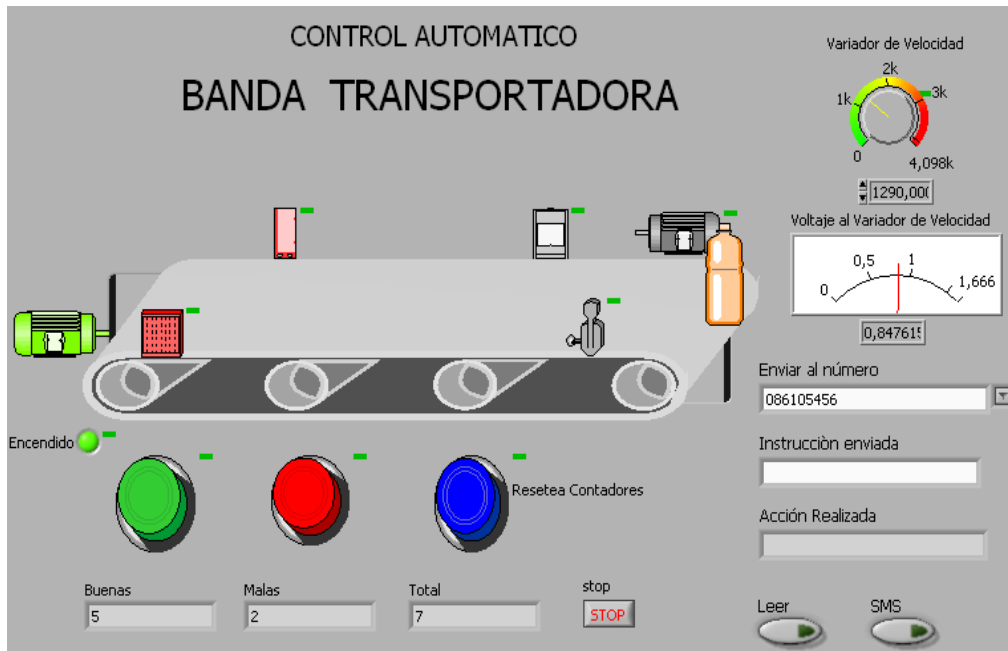 CONTROL AUTOMATICO
BANDA TRANSPORTADORA
Variador de Velocidad
2k
1k
3k
0
4,098k
1290,00
Voltaje al Variador de Velocidad
0,5
1
0
1,666
0,84761
Enviar al número
086105456
Encendido
Instrucciòn enviada
Resetea Contadores
Acción Realizada
Buenas
5
Malas
2
Total
7
stop
STOP
Leer
SMS